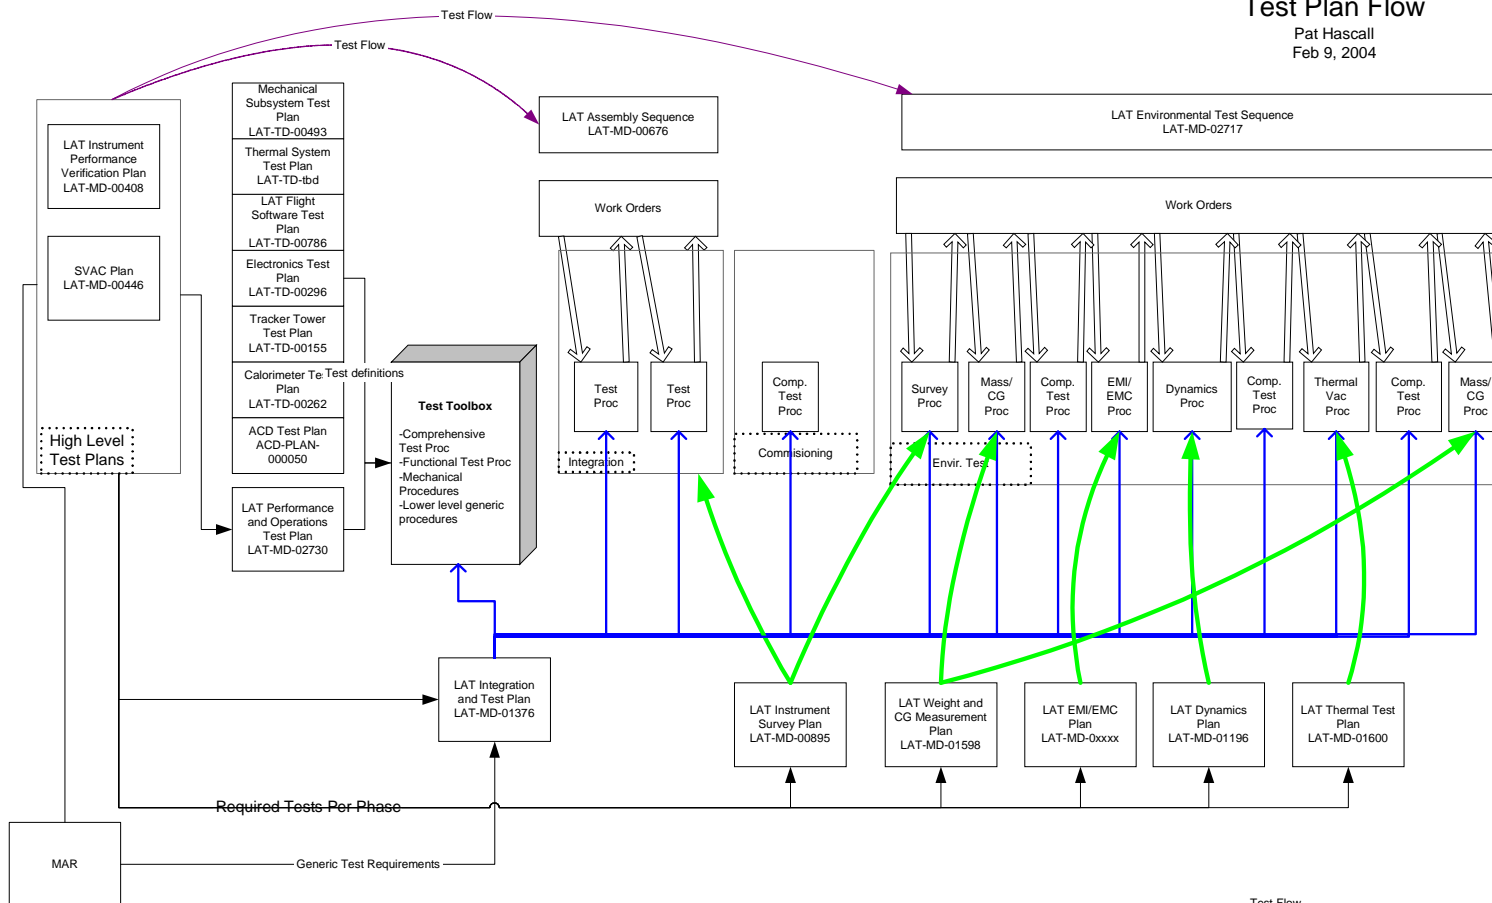 Test Plan Flow
Pat Hascall
Feb 9, 2004
Test Flow
Test Flow
LAT Instrument
Performance
Verification Plan
LAT-MD-00408
SVAC Plan
LAT-MD-00446
High Level
Test Plans
Mechanical
Subsystem Test
Plan
LAT-TD-00493
Thermal System
Test Plan
LAT-TD-tbd
LAT Flight
Software Test
Plan
LAT-TD-00786
Electronics Test
Plan
LAT-TD-00296
Tracker Tower
Test Plan
LAT-TD-00155
Calorimeter Te
Plan
LAT-TD-00262
ACD Test Plan
ACD-PLAN-
000050
LAT Performance
and Operations
Test Plan
LAT-MD-02730
Test definitions
Test Toolbox
-Comprehensive
Test Proc
-Functional Test Proc
-Mechanical
Procedures
-Lower level generic
procedures
LAT Assembly Sequence
LAT-MD-00676
Work Orders
Test
Proc
Test
Proc
Integration
Comp.
Test
Proc
Commisioning
LAT Environmental Test Sequence
LAT-MD-02717
Work Orders
Survey
Proc
Mass/
CG
Proc
Comp.
Test
Proc
EMI/
EMC
Proc
Dynamics
Proc
Comp.
Test
Proc
Thermal
Vac
Proc
Comp.
Test
Proc
Mass/
CG
Proc
Envir. Test
LAT Integration
and Test Plan
LAT-MD-01376
LAT Instrument
Survey Plan
LAT-MD-00895
LAT Weight and
CG Measurement
Plan
LAT-MD-01598
LAT EMI/EMC
Plan
LAT-MD-0xxxx
LAT Dynamics
Plan
LAT-MD-01196
LAT Thermal Test
Plan
LAT-MD-01600
Required Tests Per Phase
MAR
Generic Test Requirements
Test Flow